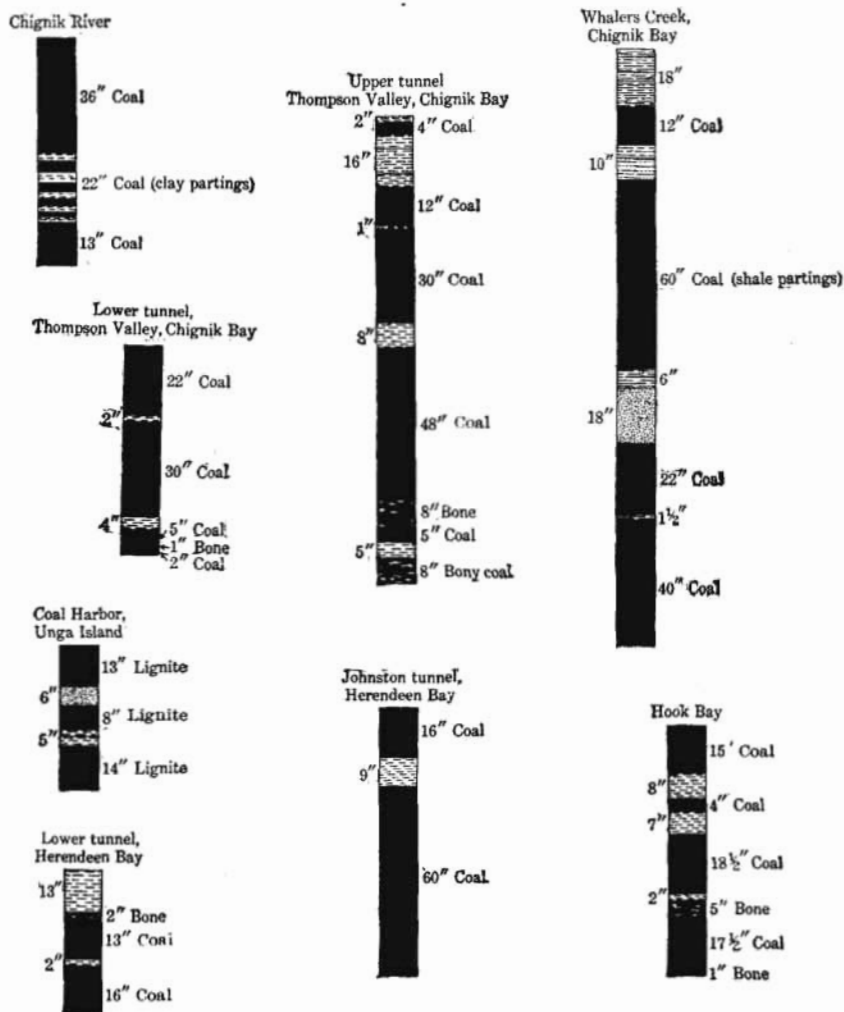 Chignik River
36" Coal
22" Coal (clay partings)
13" Coal
Lower tunnel,
Thompson Valley, Chignik Bay
22" Coal
2"
30" Coal
4"
5" Coal
1" Bone
2" Coal
Coal Harbor,
Unga Island
13" Lignite
6"
8" Lignite
5"
14" Lignite
Lower tunnel,
Herendeen Bay
13"
2" Bone
13" Coal
2"
16" Coal
Upper tunnel
Thompson Valley, Chignik Bay
2"
4" Coal
16"
12" Coal
1"
30" Coal
8"
48" Coal
8" Bone
5" Coal
5"
8" Bony coal
Johnston tunnel,
Herendeen Bay
16" Coal
9"
60" Coal
Whalers Creek,
Chignik Bay
18"
12" Coal
10"
60" Coal (shale partings)
6"
18"
22" Coal
1½"
40" Coal
Hook Bay
15' Coal
8"
4" Coal
7"
18½" Coal
2"
5" Bone
17½" Coal
1" Bone